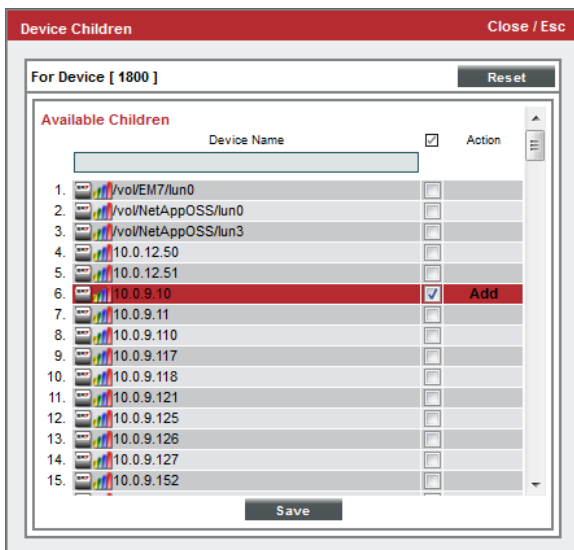 Device Children Close / Esc
For Device [ 1800 ] Reset
Available Children
Device Name Action
1. /vol/EM7/lun0
2. /vol/NetAppOSS/lun0
3. /vol/NetAppOSS/lun3
4. 10.0.12.50
5. 10.0.12.51
6. 10.0.9.10 Add
7. 10.0.9.11
8. 10.0.9.110
9. 10.0.9.117
10. 10.0.9.118
11. 10.0.9.121
12. 10.0.9.125
13. 10.0.9.126
14. 10.0.9.127
15. 10.0.9.152
Save